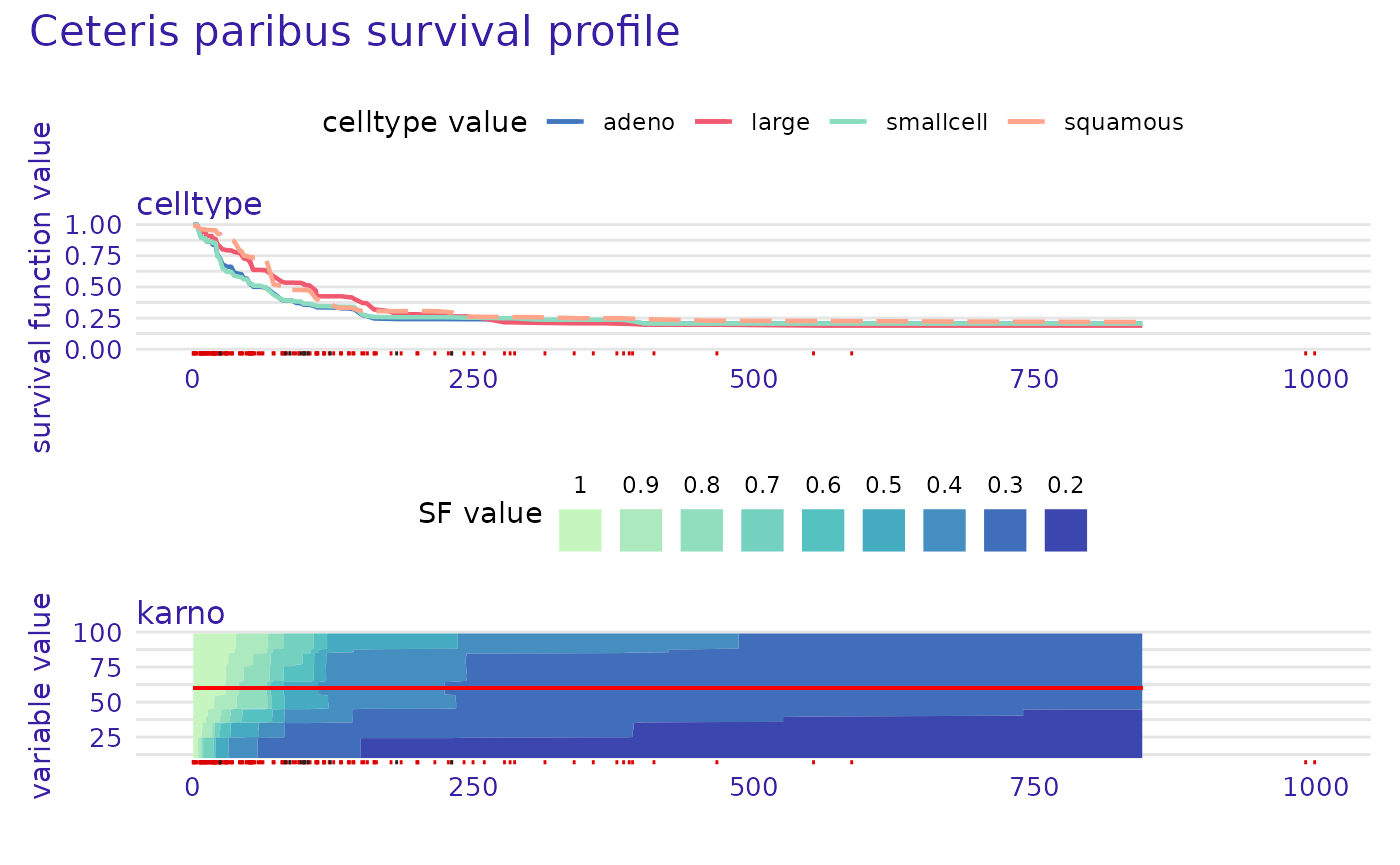 Ceteris paribus survival profile
celltype value adeno large smallcell squamous
survival function value
celltype
1.00
0.75
0.50
0.25
0.00
0 250 500 750 1000
SF value
1 0.9 0.8 0.7 0.6 0.5 0.4 0.3 0.2
variable value
karno
100
75
50
25
0 250 500 750 1000